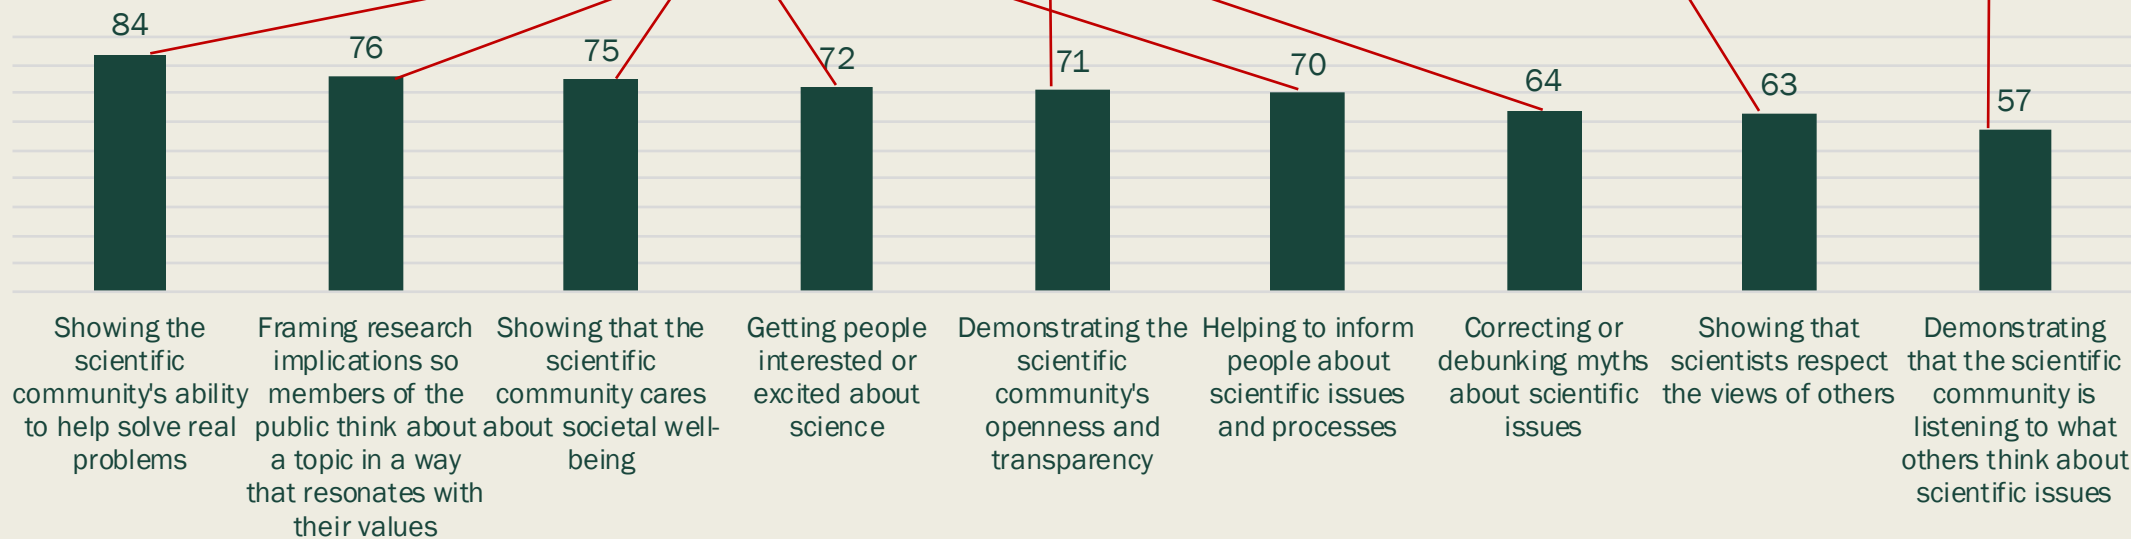 84
76
75
72
71
70
64
63
57
Showing the
scientific
community's ability
to help solve real
problems
Framing research
implications so
members of the
public think about
a topic in a way
that resonates with
their values
Showing that the
scientific
community cares
about societal well-
being
Getting people
interested or
excited about
science
Demonstrating the
scientific
community's
openness and
transparency
Helping to inform
people about
scientific issues
and processes
Correcting or
debunking myths
about scientific
issues
Showing that
scientists respect
the views of others
Demonstrating
that the scientific
community is
listening to what
others think about
scientific issues